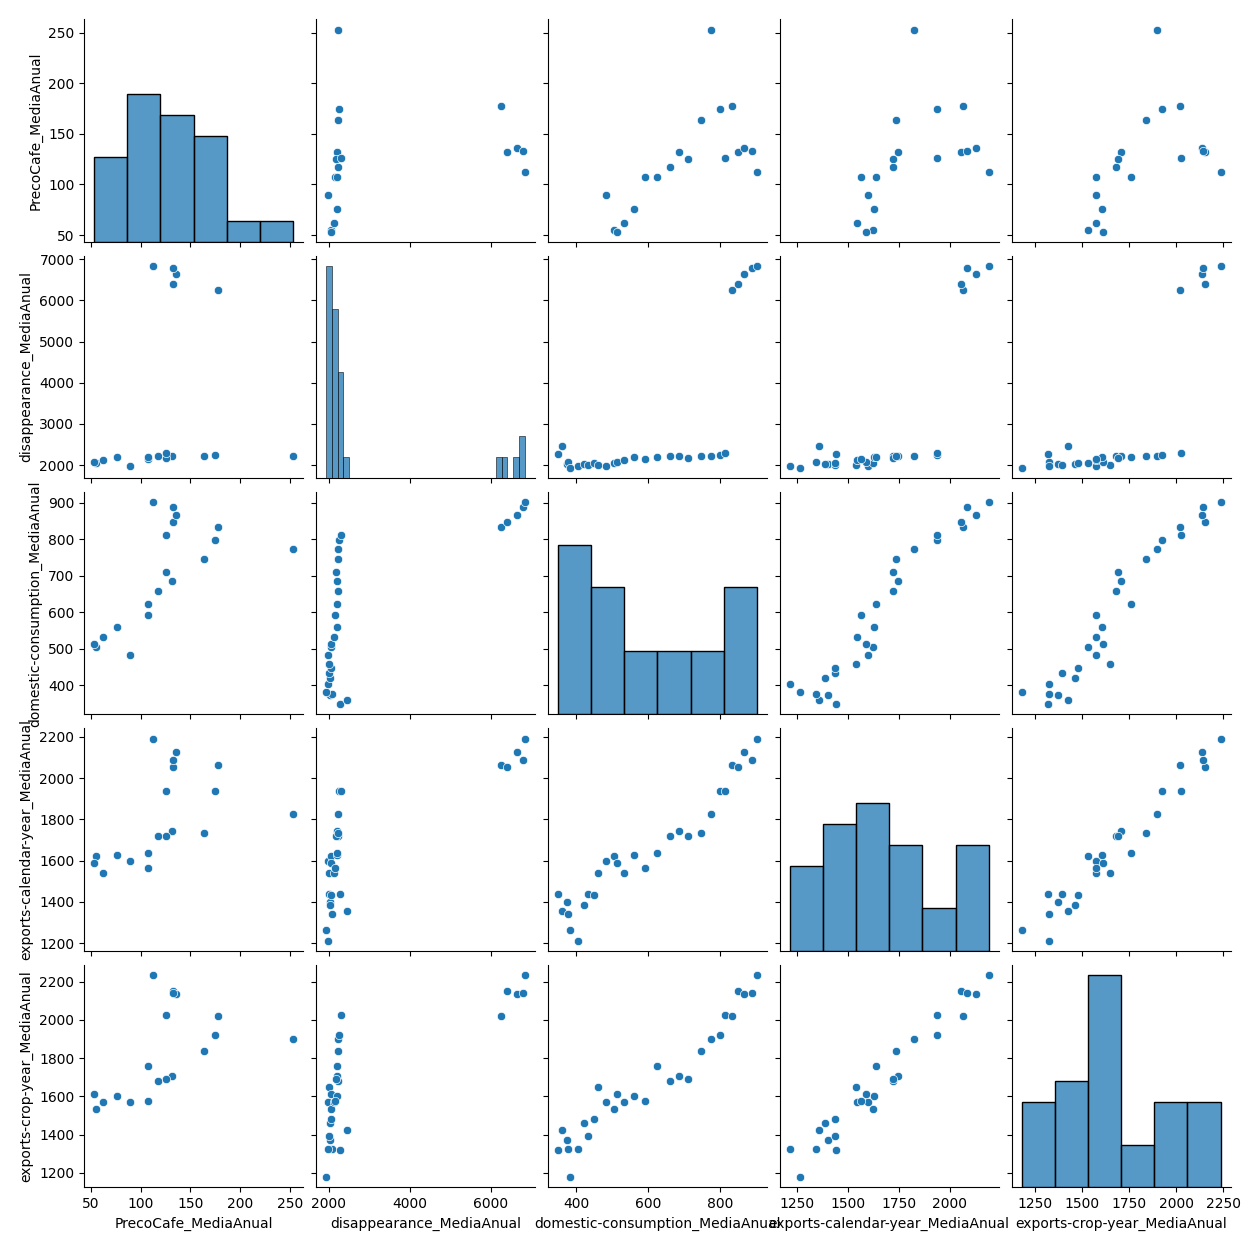 PrecoCafe_MediaAnual
250
200
150
100
50
disappearance_MediaAnual
7000
6000
5000
4000
3000
2000
domestic-consumption_MediaAnual
900
800
700
600
500
400
exports-calendar-year_MediaAnual
2200
2000
1800
1600
1400
1200
exports-crop-year_MediaAnual
2200
2000
1800
1600
1400
1200
50 100 150 200 250
2000 4000 6000
400 600 800
1250 1500 1750 2000
1250 1500 1750 2000 2250
PrecoCafe_MediaAnual
disappearance_MediaAnual
domestic-consumption_MediaAnual
exports-calendar-year_MediaAnual
exports-crop-year_MediaAnual